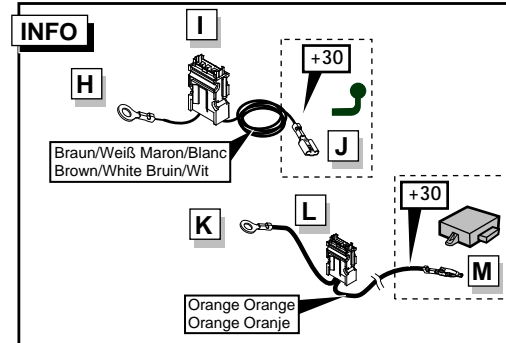 INFO
I
+30
H
J
Braun/Weiß Maron/Blanc
Brown/White Bruin/Wit
+30
L
K
M
Orange Orange
Orange Oranje